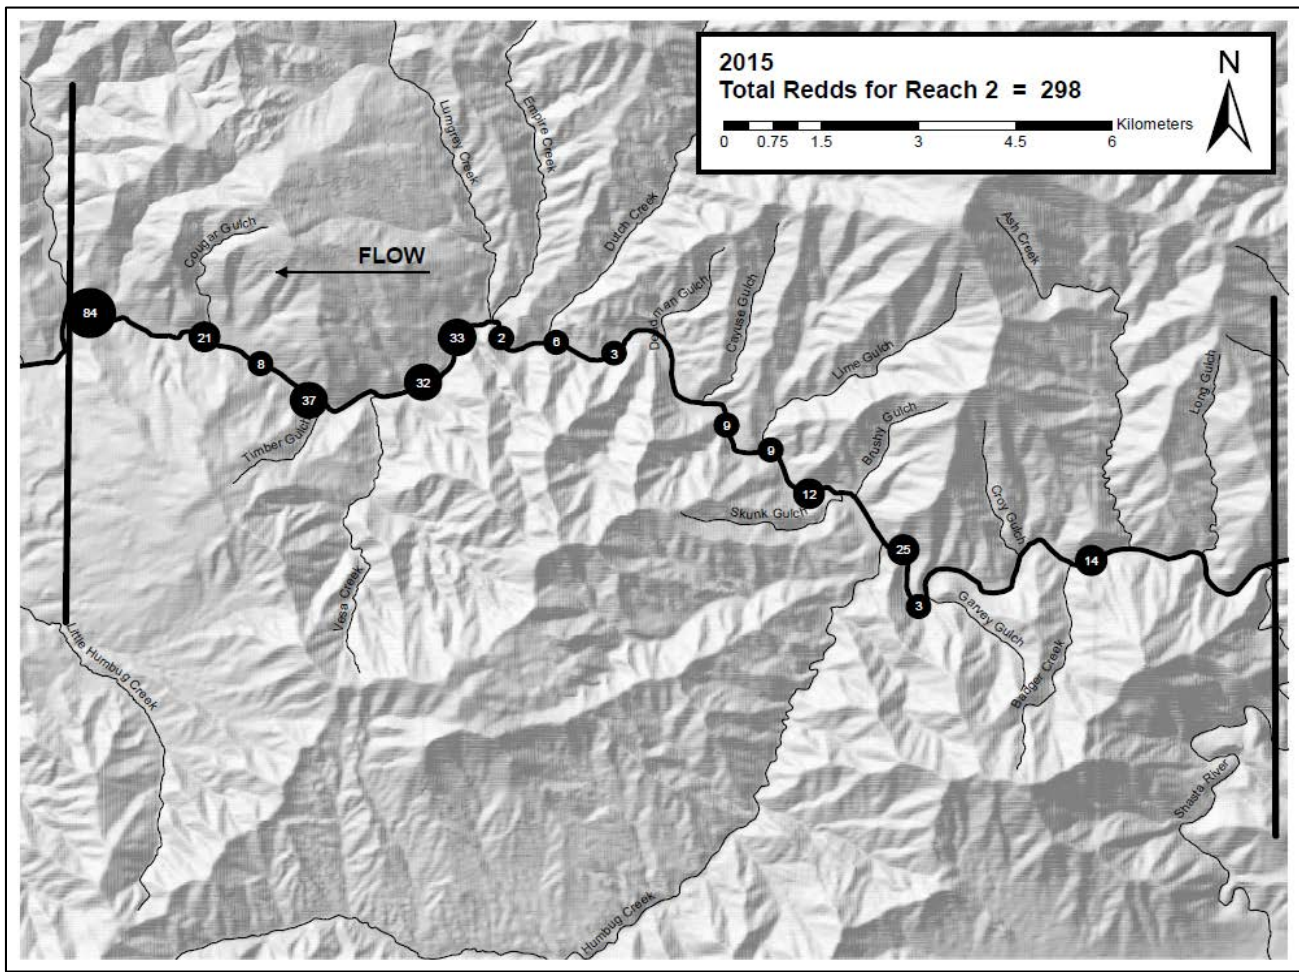 2015
Total Redds for Reach 2 = 298
N
Kilometers
0 0.75 1.5 3 4.5 6
Lumgrey Creek
Empire Creek
Dutch Creek
Cougar Gulch
FLOW
Ash Creek
Deadman Gulch
Cayuse Gulch
Lime Gulch
Long Gulch
84
21
8
37
32
33
2
6
3
9
9
12
25
3
14
Timber Gulch
Brushy Gulch
Skunk Gulch
Croy Gulch
Vesa Creek
Garvey Gulch
Badger Creek
Little Humbug Creek
Shasta River
Humbug Creek